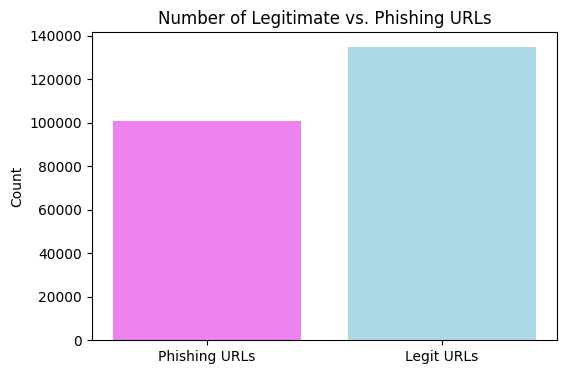 Number of Legitimate vs. Phishing URLs
140000
120000
100000
80000
60000
40000
20000
0
Count
Phishing URLs
Legit URLs